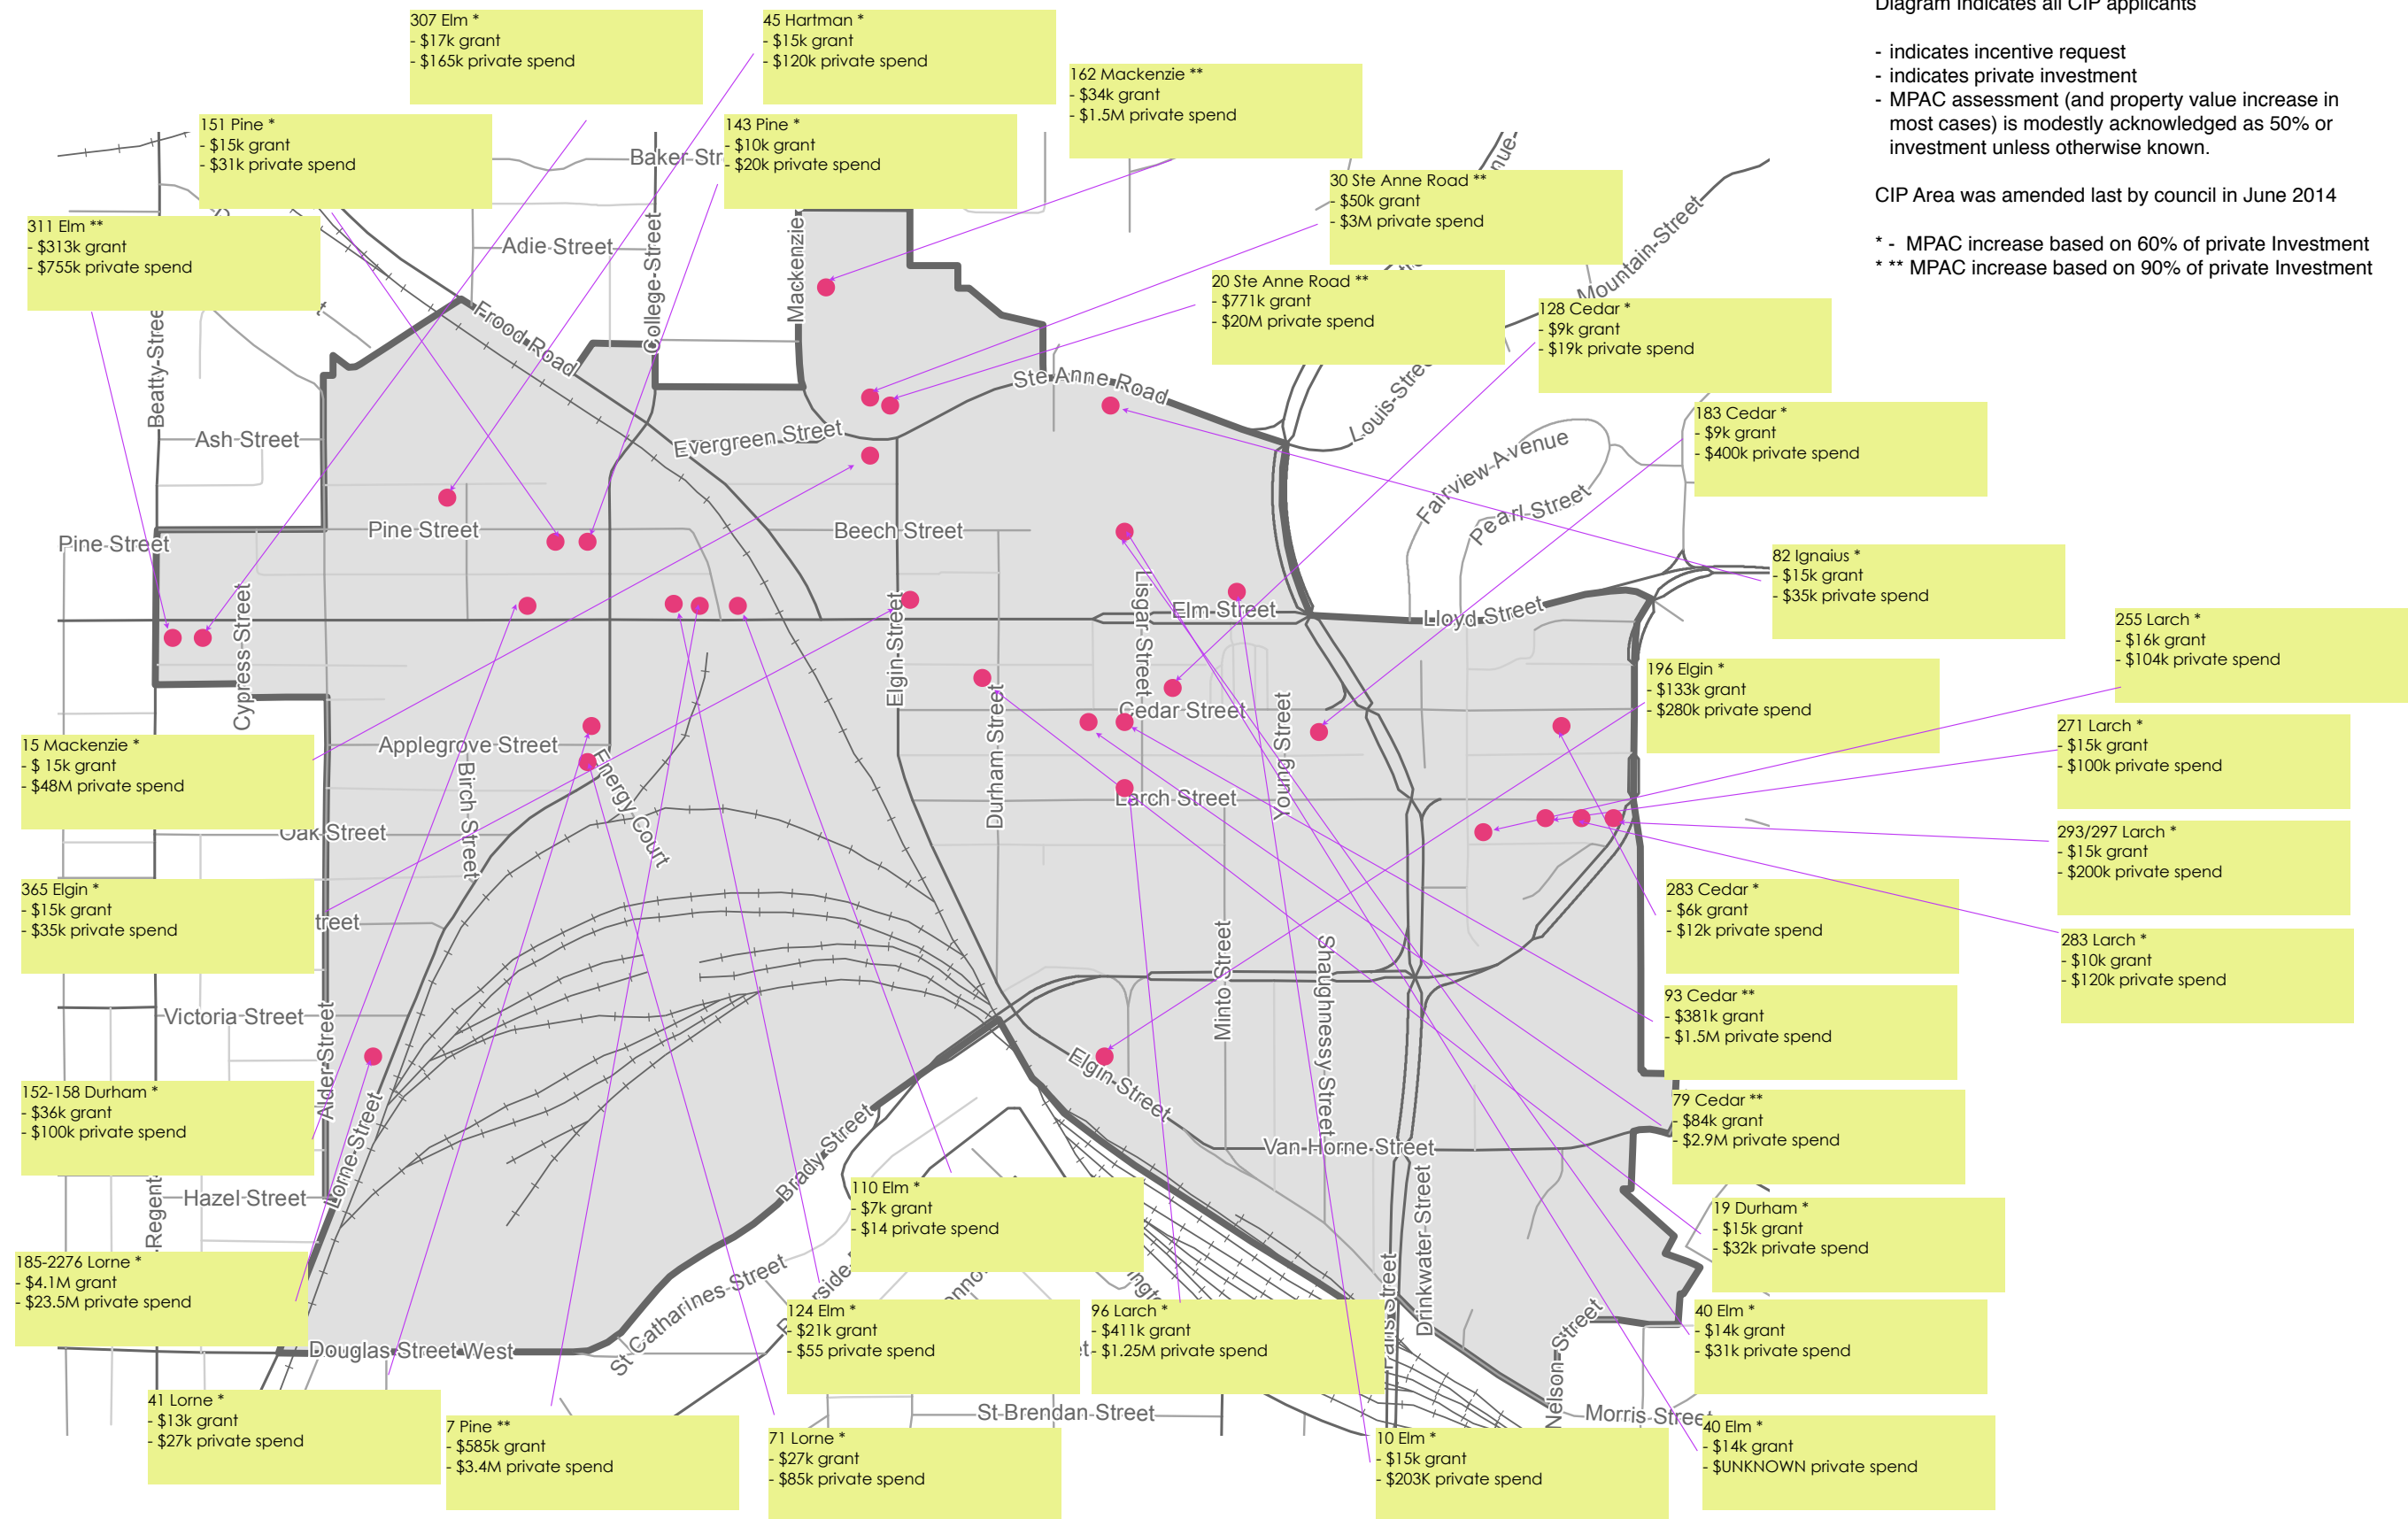 Diagram Indicates all CIP applicants
- indicates incentive request
- indicates private investment
- MPAC assessment (and property value increase in
most cases) is modestly acknowledged as 50% or
investment unless otherwise known.
CIP Area was amended last by council in June 2014
* - MPAC increase based on 60% of private Investment
* ** MPAC increase based on 90% of private Investment
307 Elm *
- $17k grant
- $165k private spend
45 Hartman *
- $15k grant
- $120k private spend
162 Mackenzie **
- $34k grant
- $1.5M private spend
151 Pine *
- $15k grant
- $31k private spend
143 Pine *
- $10k grant
- $20k private spend
30 Ste Anne Road **
- $50k grant
- $3M private spend
311 Elm **
- $313k grant
- $755k private spend
20 Ste Anne Road **
- $771k grant
- $20M private spend
128 Cedar *
- $9k grant
- $19k private spend
183 Cedar *
- $9k grant
- $400k private spend
82 Ignaius *
- $15k grant
- $35k private spend
255 Larch *
- $16k grant
- $104k private spend
196 Elgin *
- $133k grant
- $280k private spend
271 Larch *
- $15k grant
- $100k private spend
15 Mackenzie *
- $ 15k grant
- $48M private spend
293/297 Larch *
- $15k grant
- $200k private spend
365 Elgin *
- $15k grant
- $35k private spend
283 Cedar *
- $6k grant
- $12k private spend
283 Larch *
- $10k grant
- $120k private spend
93 Cedar **
- $381k grant
- $1.5M private spend
152-158 Durham *
- $36k grant
- $100k private spend
79 Cedar **
- $84k grant
- $2.9M private spend
110 Elm *
- $7k grant
- $14 private spend
19 Durham *
- $15k grant
- $32k private spend
185-2276 Lorne *
- $4.1M grant
- $23.5M private spend
124 Elm *
- $21k grant
- $55 private spend
96 Larch *
- $411k grant
- $1.25M private spend
40 Elm *
- $14k grant
- $31k private spend
41 Lorne *
- $13k grant
- $27k private spend
7 Pine **
- $585k grant
- $3.4M private spend
71 Lorne *
- $27k grant
- $85k private spend
10 Elm *
- $15k grant
- $203K private spend
40 Elm *
- $14k grant
- $UNKNOWN private spend
Adie Street
College Street
Mackenzie
Mountain Street
Frood Road
Ste Anne Road
Ash Street
Evergreen Street
Fairview Avenue
Pearl Street
Pine Street
Pine Street
Beech Street
Elm Street
Lloyd Street
Cypress Street
Elgin Street
Lisgar Street
Cedar Street
Applegrove Street
Birch Street
Energy Court
Durham Street
Young Street
Larch Street
Oak Street
Victoria Street
Alder Street
Minto Street
Shaughnessy Street
Elgin Street
Van Horne Street
Lorne Street
Brady Street
Hazel Street
Regent
Drinkwater Street
St Catharines Street
Douglas Street West
Nelson Street
St Brendan Street